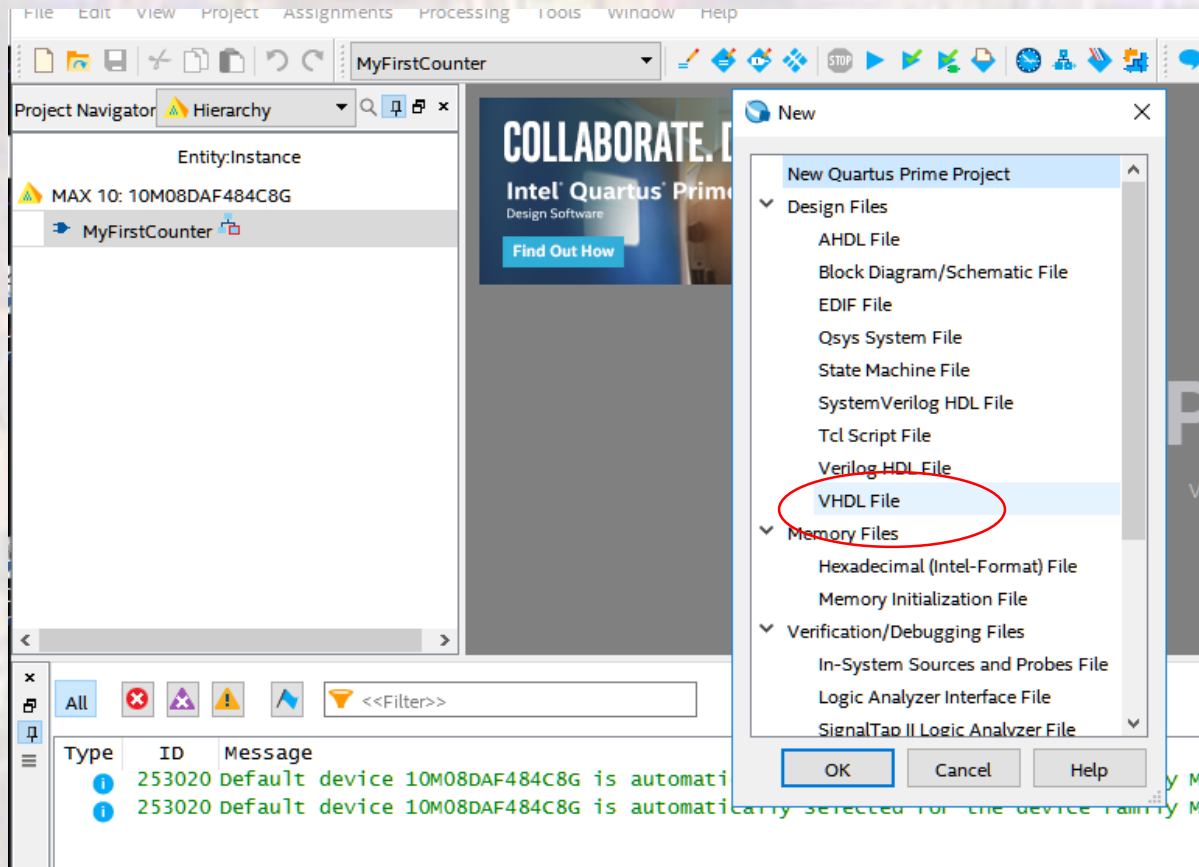 File Edit View Project Assignments Processing Tools Window Help
MyFirstCounter
STOP
Project Navigator Hierarchy
Entity:Instance
MAX 10: 10M08DAF484C8G
MyFirstCounter
COLLABORATE.
Intel Quartus Prime
Design Software
Find Out How
New
New Quartus Prime Project
Design Files
AHDL File
Block Diagram/Schematic File
EDIF File
Qsys System File
State Machine File
SystemVerilog HDL File
Tcl Script File
Verilog HDL File
VHDL File
Memory Files
Hexadecimal (Intel-Format) File
Memory Initialization File
Verification/Debugging Files
In-System Sources and Probes File
Logic Analyzer Interface File
SignalTap II Logic Analyzer File
OK Cancel Help
All <<Filter>>
Type ID Message
253020 Default device 10M08DAF484C8G is automati y M
253020 Default device 10M08DAF484C8G is automatically selected for the device family M